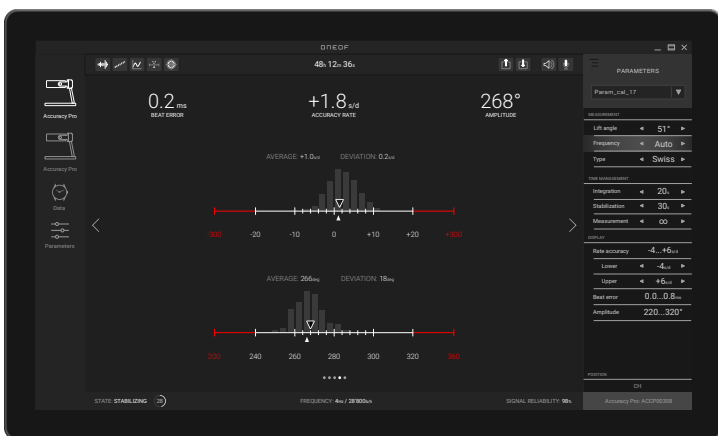 ONEOF
48h 12m 36s
PARAMETERS
Param_cal_17
Accuracy Pro
Accuracy Pro
Data
Parameters
0.2 ms
BEAT ERROR
+1.8 s/d
ACCURACY RATE
268°
AMPLITUDE
AVERAGE: +1.0s/d DEVIATION: 0.2s/d
-300 -20 -10 0 +10 +20 +300
AVERAGE: 266deg DEVIATION: 18deg
200 240 260 280 300 320 360
MEASUREMENT
Lift angle 51°
Frequency Auto
Type Swiss
TIME MANAGEMENT
Integration 20s
Stabilization 30s
Measurement ∞
DISPLAY
Rate accuracy -4...+6s/d
Lower -4s/d
Upper +6s/d
Beat error 0.0...0.8ms
Amplitude 220...320°
POSITION
CH
STATE: STABILIZING 28
FREQUENCY: 4Hz / 28'800a/h
SIGNAL RELIABILITY: 98%
Accuracy Pro: ACCP00308